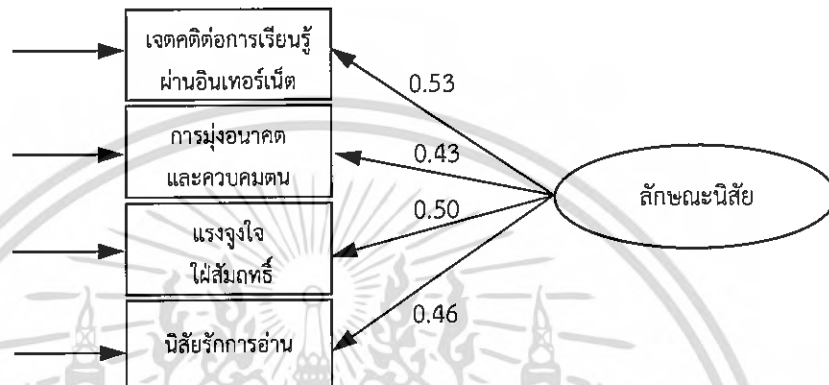 เจตคติต่อการเรียนรู้
ผ่านอินเทอร์เน็ต
0.53
การมุ่งอนาคต
และควบคมตน
0.43
ลักษณะนิสัย
แรงจูงใจ
ใฝ่สัมฤทธิ์
0.50
นิสัยรักการอ่าน
0.46